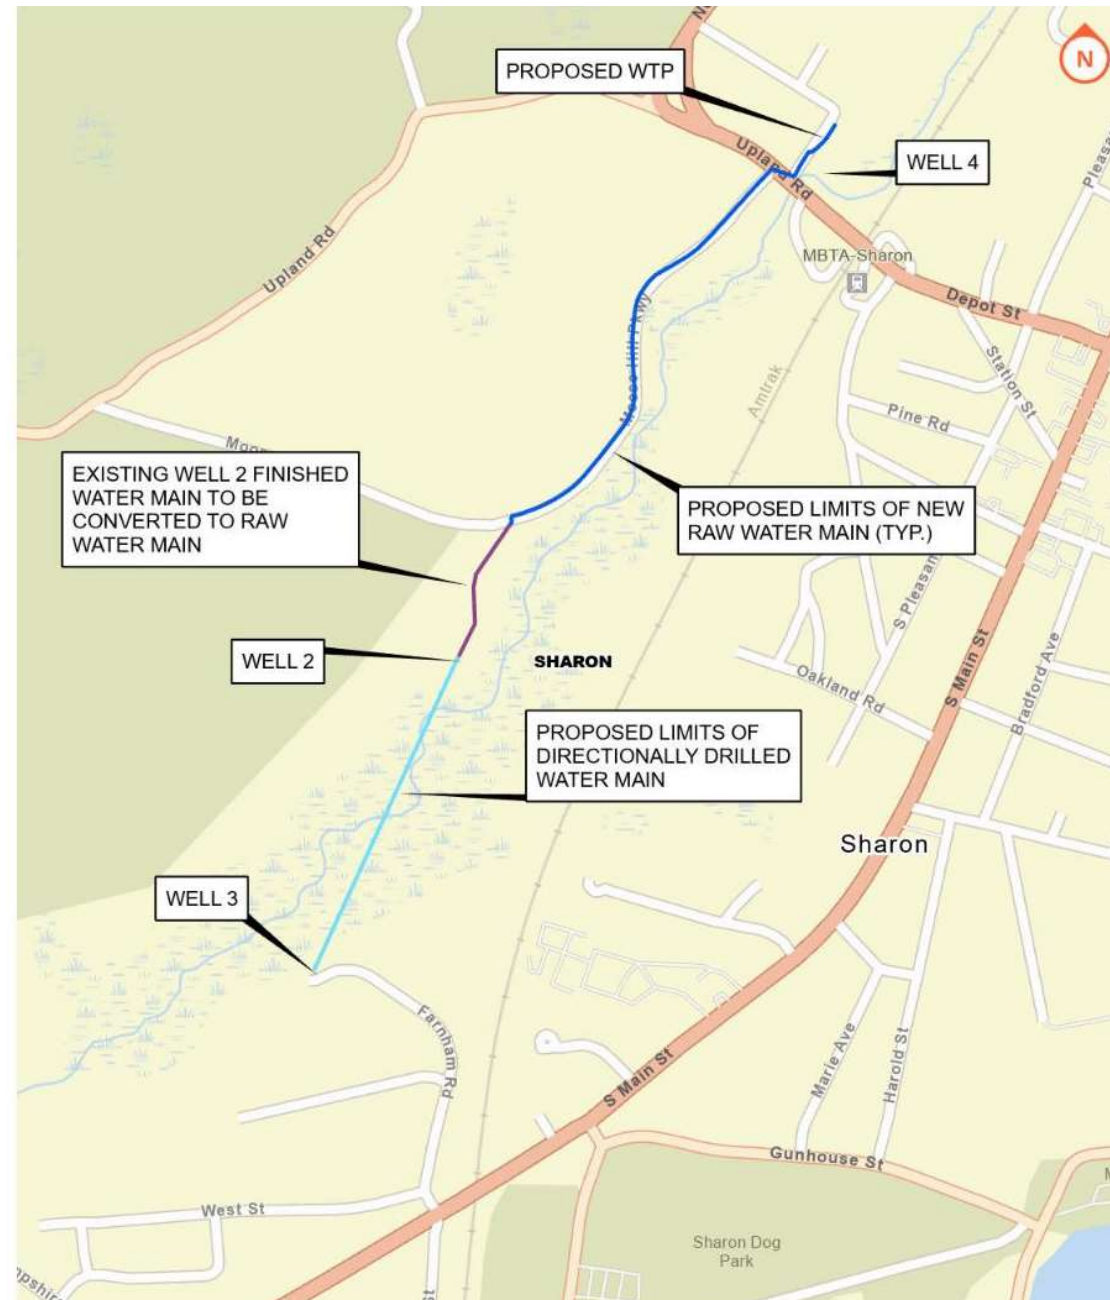 N
PROPOSED WTP
WELL 4
Upland Rd
Pleasa
MBTA-Sharon
Upland Rd
Depot St
Moose Hill Pkwy
Station St
Amtrak
Pine Rd
EXISTING WELL 2 FINISHED
WATER MAIN TO BE
CONVERTED TO RAW
WATER MAIN
PROPOSED LIMITS OF NEW
RAW WATER MAIN (TYP.)
S Pleasan
WELL 2
SHARON
Oakland Rd
S Main St
Bradford Ave
PROPOSED LIMITS OF
DIRECTIONALLY DRILLED
WATER MAIN
Sharon
WELL 3
Farnham Rd
S Main St
Marie Ave
Harold St
Gunhouse St
West St
Sharon Dog
Park
St